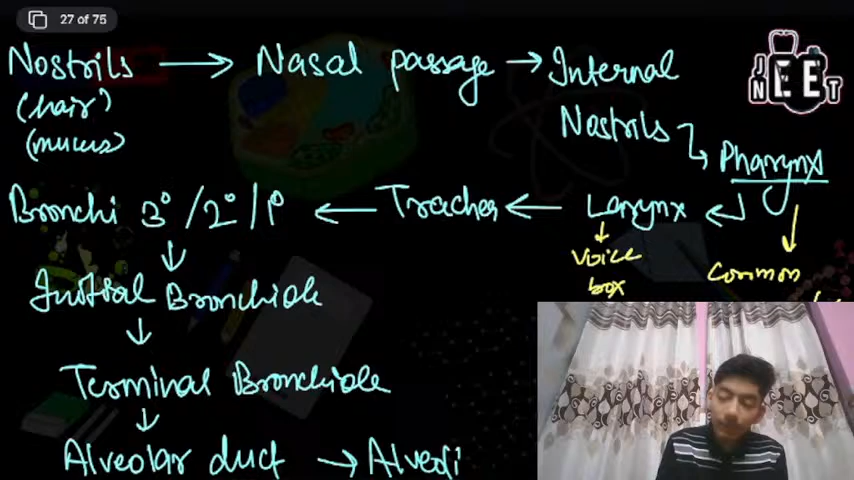 27 of 75
Nostrils → Nasal passage → Internal Nostrils
(hair)
(mucus)
J
NEET
Pharynx
Bronchi 3° / 2° / 1° ← Trachea ← Larynx
Voice box
Common
Initial Bronchiole
Terminal Bronchiole
Alveolar duct → Alveoli